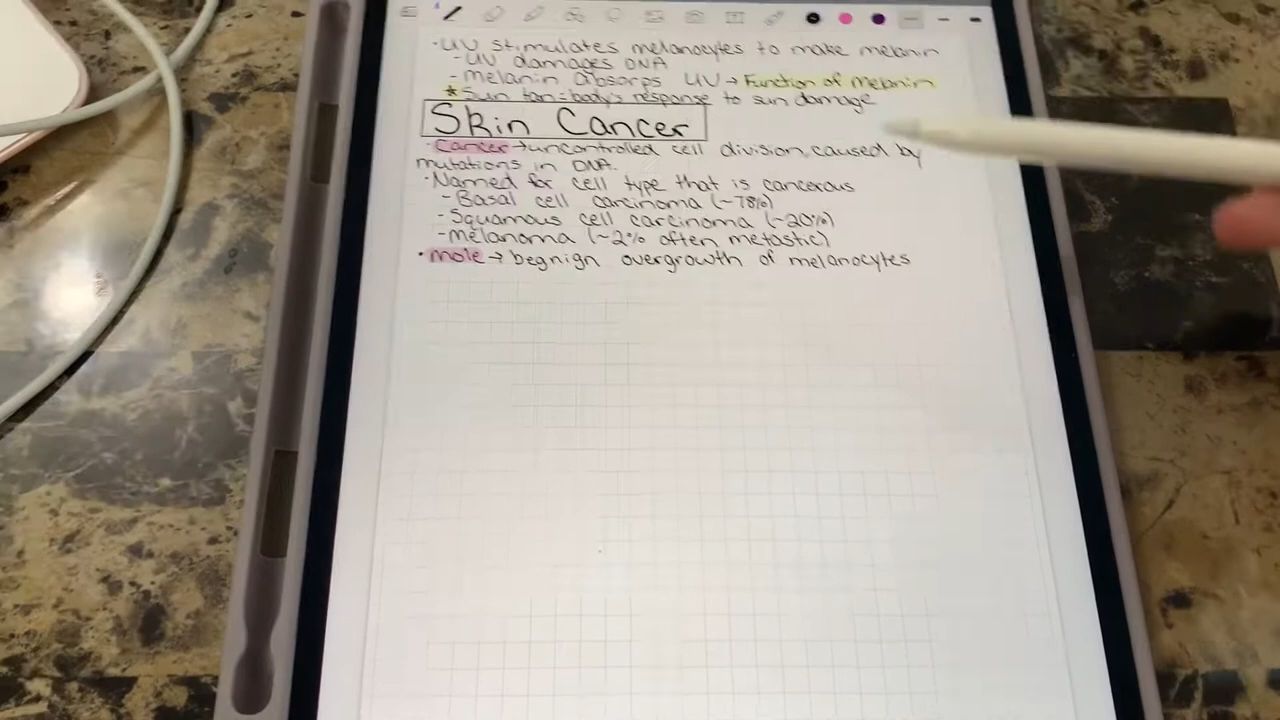 ·UV stimulates melanocytes to make melanin
-UV damages DNA
-Melanin absorps UV→Function of melanin
*Sun tan:body's response to sun damage
Skin Cancer
·Cancer→uncontrolled cell division, caused by
mutations in DNA.
·Named for cell type that is cancerous
-Basal cell carcinoma (~78%)
-Squamous cell carcinoma (~20%)
-Melanoma (~2% often metastic)
·mole→begnign overgrowth of melanocytes